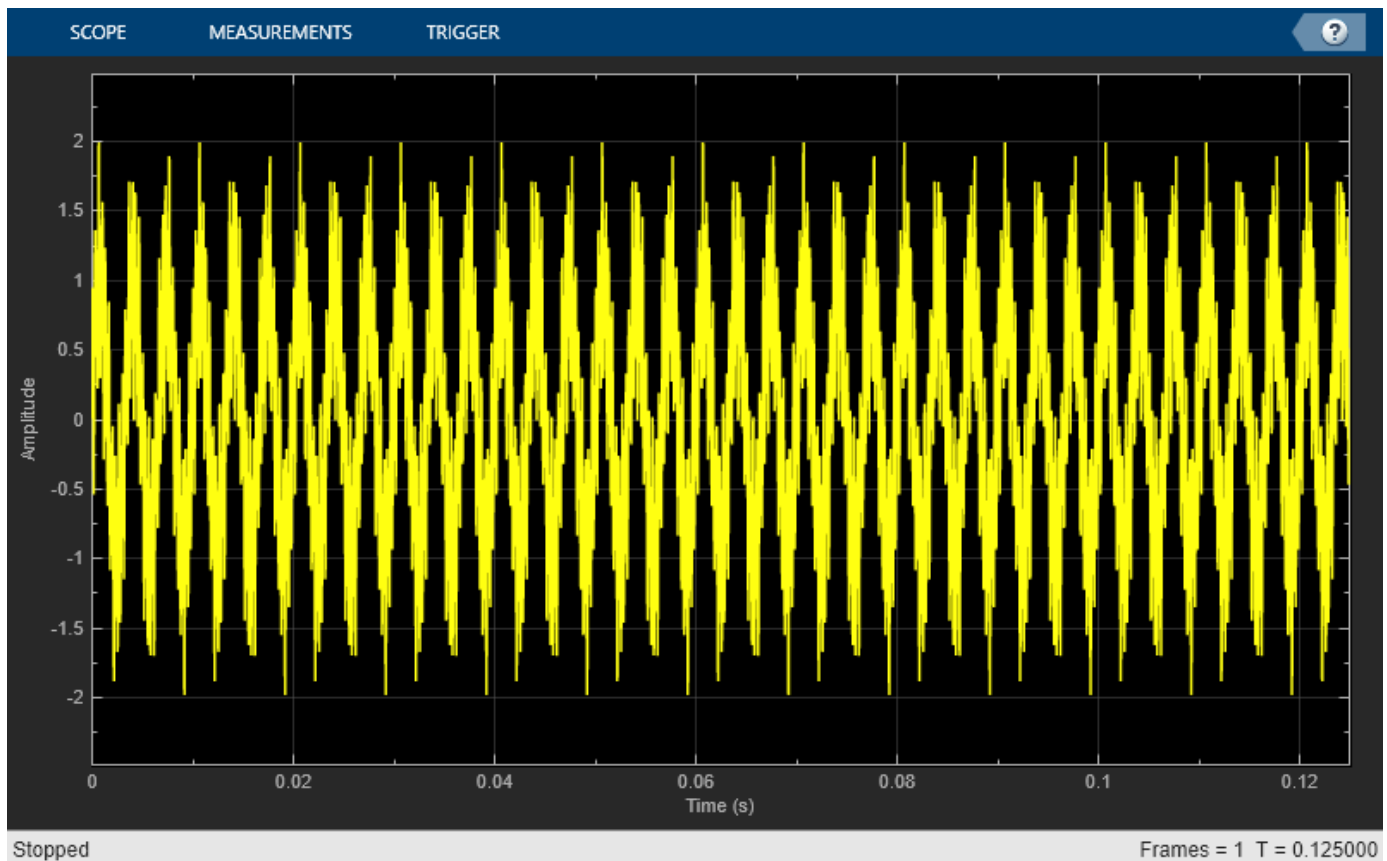 SCOPE MEASUREMENTS TRIGGER ?
2
1.5
1
0.5
0
-0.5
-1
-1.5
-2
Amplitude
0 0.02 0.04 0.06 0.08 0.1 0.12
Time (s)
Stopped Frames = 1 T = 0.125000